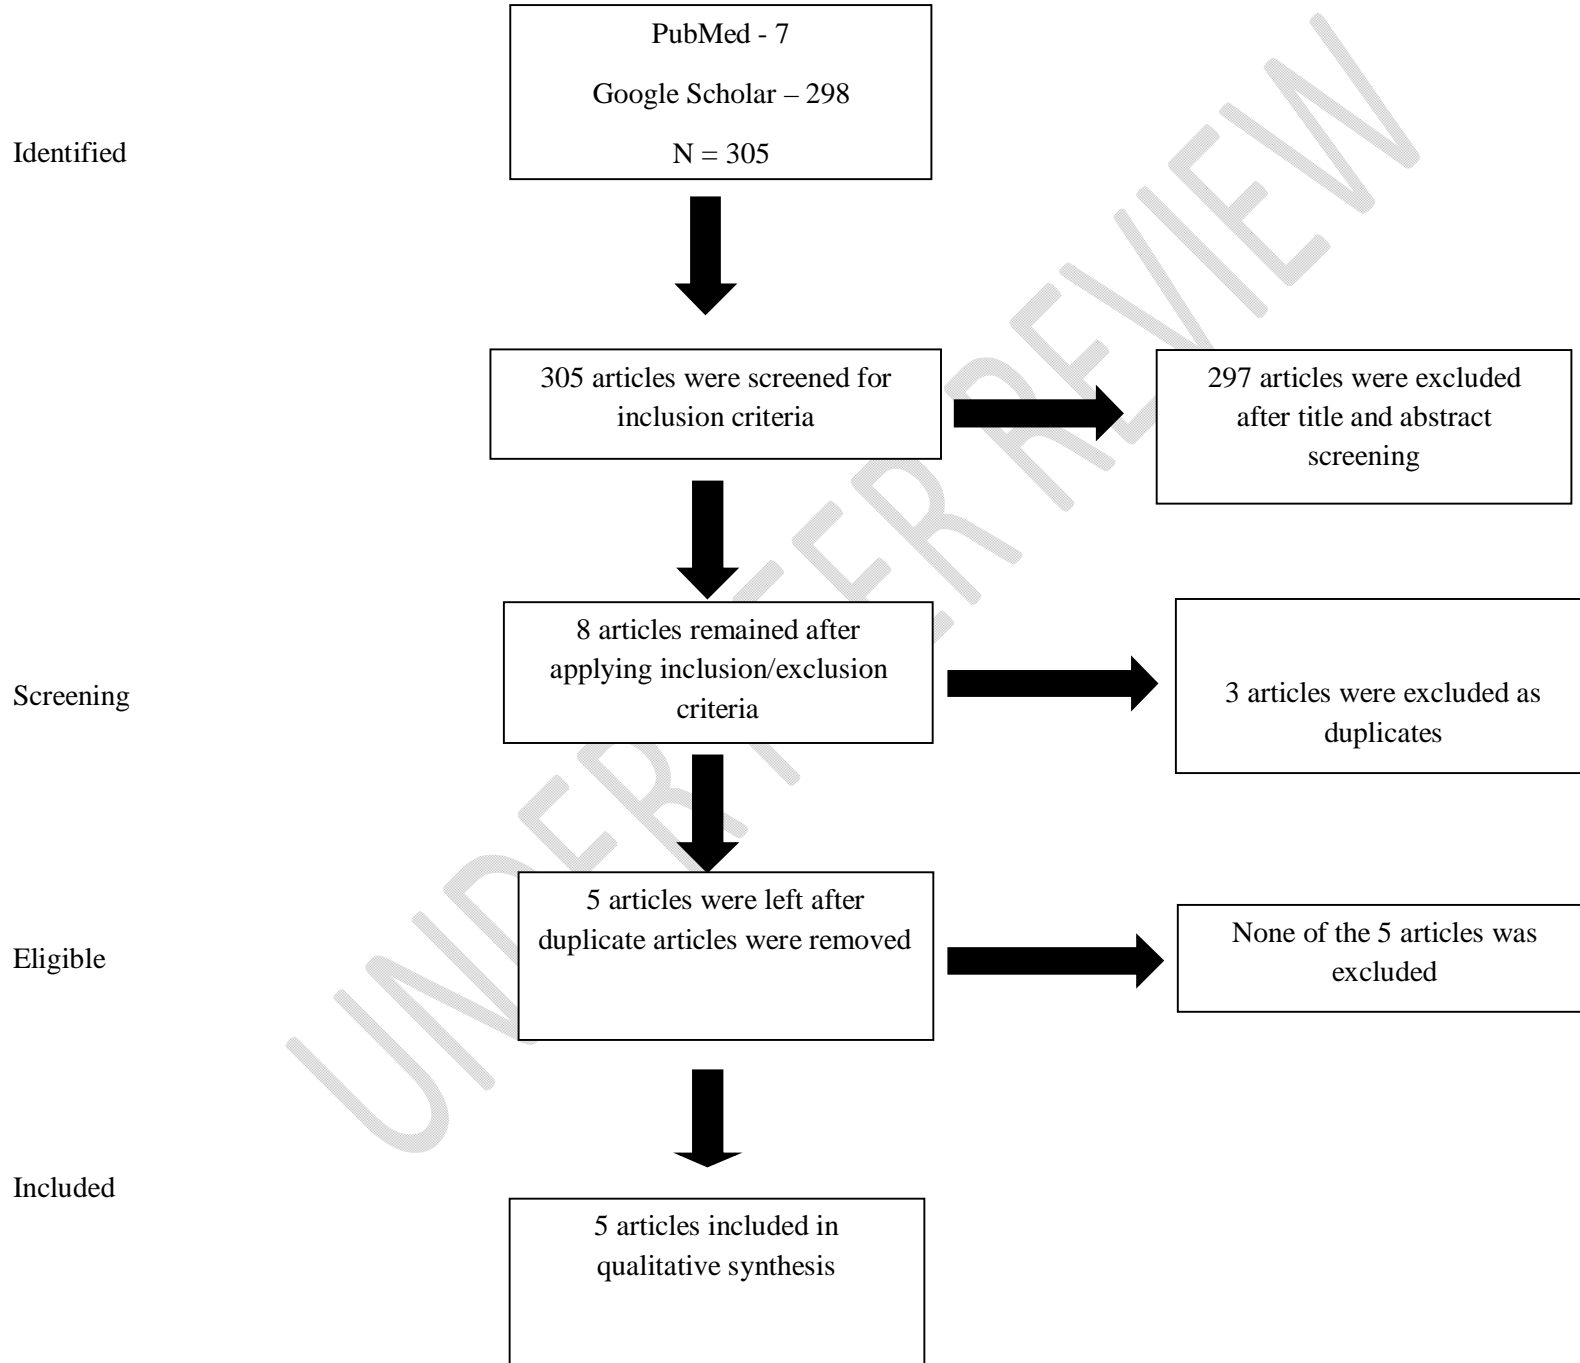 PubMed - 7
Google Scholar – 298
N = 305
Identified
305 articles were screened for
inclusion criteria
297 articles were excluded
after title and abstract
screening
8 articles remained after
applying inclusion/exclusion
criteria
Screening
3 articles were excluded as
duplicates
5 articles were left after
duplicate articles were removed
Eligible
None of the 5 articles was
excluded
Included
5 articles included in
qualitative synthesis
UNDER PEER REVIEW